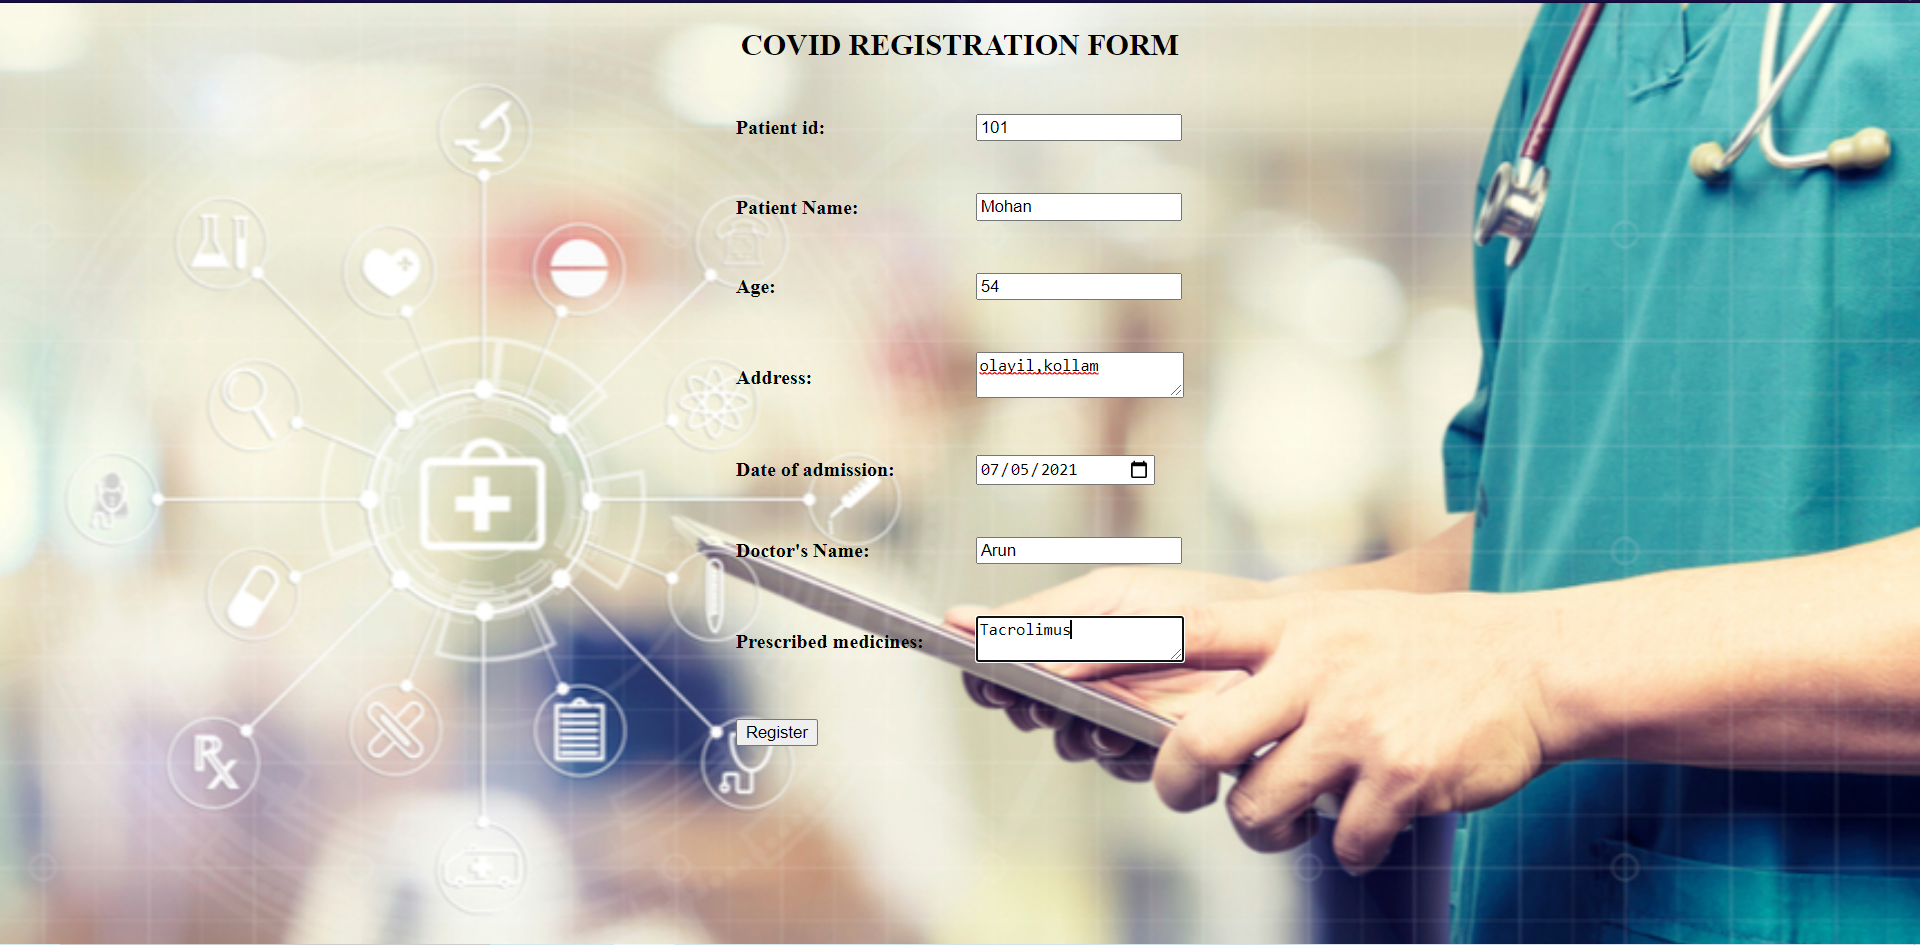 COVID REGISTRATION FORM
Patient id: 101
Patient Name: Mohan
Age: 54
Address: olayil,kollam
Date of admission: 07/05/2021
Doctor's Name: Arun
Prescribed medicines: Tacrolimus
Register
Rx